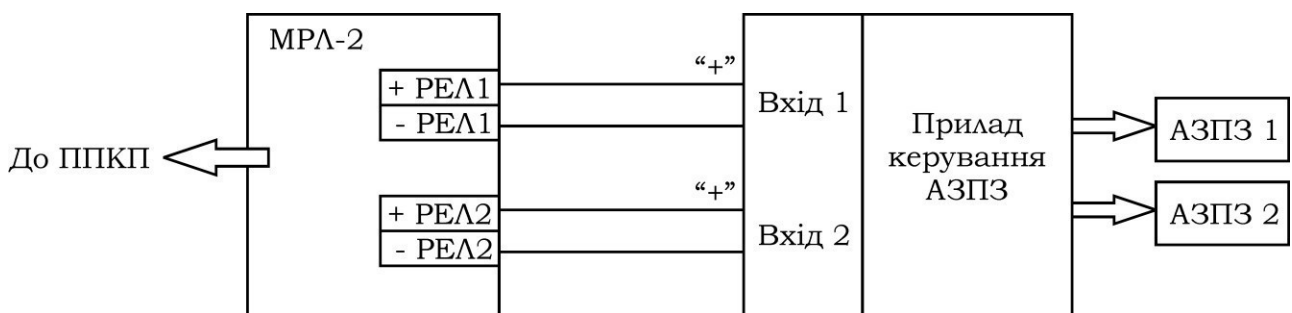 МРЛ-2
+ РЕЛ1
- РЕЛ1
+ РЕЛ2
- РЕЛ2
До ППКП
“+”
“+”
Вхід 1
Вхід 2
Прилад
керування
АЗПЗ
АЗПЗ 1
АЗПЗ 2